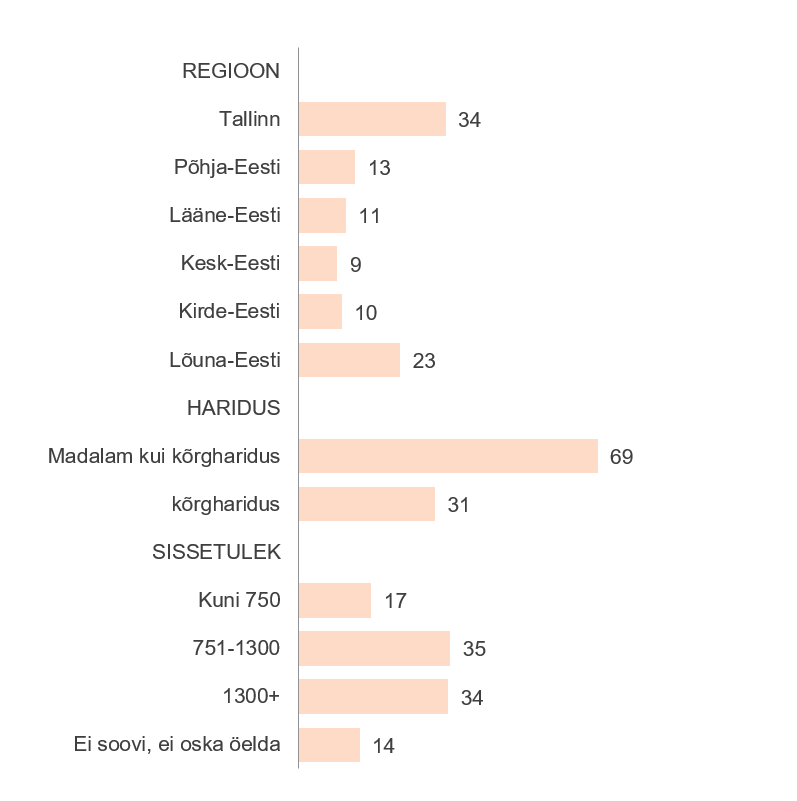 REGIOON
Tallinn 34
Põhja-Eesti 13
Lääne-Eesti 11
Kesk-Eesti 9
Kirde-Eesti 10
Lõuna-Eesti 23
HARIDUS
Madalam kui kõrgharidus 69
kõrgharidus 31
SISSETULEK
Kuni 750 17
751-1300 35
1300+ 34
Ei soovi, ei oska öelda 14